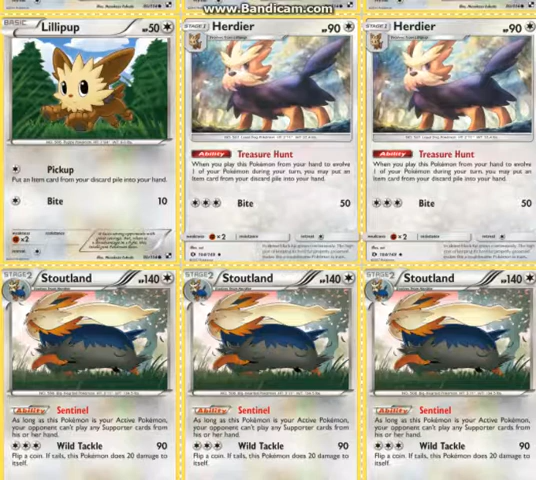 www.Bandicam.com
BASIC Lillipup HP50
STAGE1 Herdier HP90
STAGE1 Herdier HP90
Pickup
Put an Item card from your discard pile into your hand.
Bite 10
Ability Treasure Hunt
When you play this Pokémon from your hand to evolve
1 of your Pokémon during your turn, you may put an
Item card from your discard pile into your hand.
Bite 50
×2
Ability Treasure Hunt
When you play this Pokémon from your hand to evolve
1 of your Pokémon during your turn, you may put an
Item card from your discard pile into your hand.
Bite 50
×2
×2
STAGE2 Stoutland HP140
STAGE2 Stoutland HP140
STAGE2 Stoutland HP140
Ability Sentinel
As long as this Pokémon is your Active Pokémon,
your opponent can't play any Supporter cards from
his or her hand.
Wild Tackle 90
Flip a coin. If tails, this Pokémon does 20 damage to
itself.
Ability Sentinel
As long as this Pokémon is your Active Pokémon,
your opponent can't play any Supporter cards from
his or her hand.
Wild Tackle 90
Flip a coin. If tails, this Pokémon does 20 damage to
itself.
Ability Sentinel
As long as this Pokémon is your Active Pokémon,
your opponent can't play any Supporter cards from
his or her hand.
Wild Tackle 90
Flip a coin. If tails, this Pokémon does 20 damage to
itself.